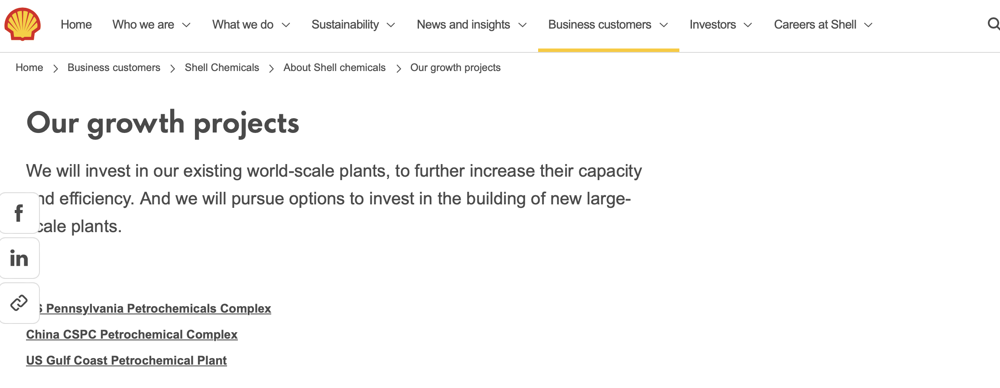 Home Who we are What we do Sustainability News and insights Business customers Investors Careers at Shell
Home Business customers Shell Chemicals About Shell chemicals Our growth projects
Our growth projects
We will invest in our existing world-scale plants, to further increase their capacity
nd efficiency. And we will pursue options to invest in the building of new large-
cale plants.
f
in
S Pennsylvania Petrochemicals Complex
China CSPC Petrochemical Complex
US Gulf Coast Petrochemical Plant